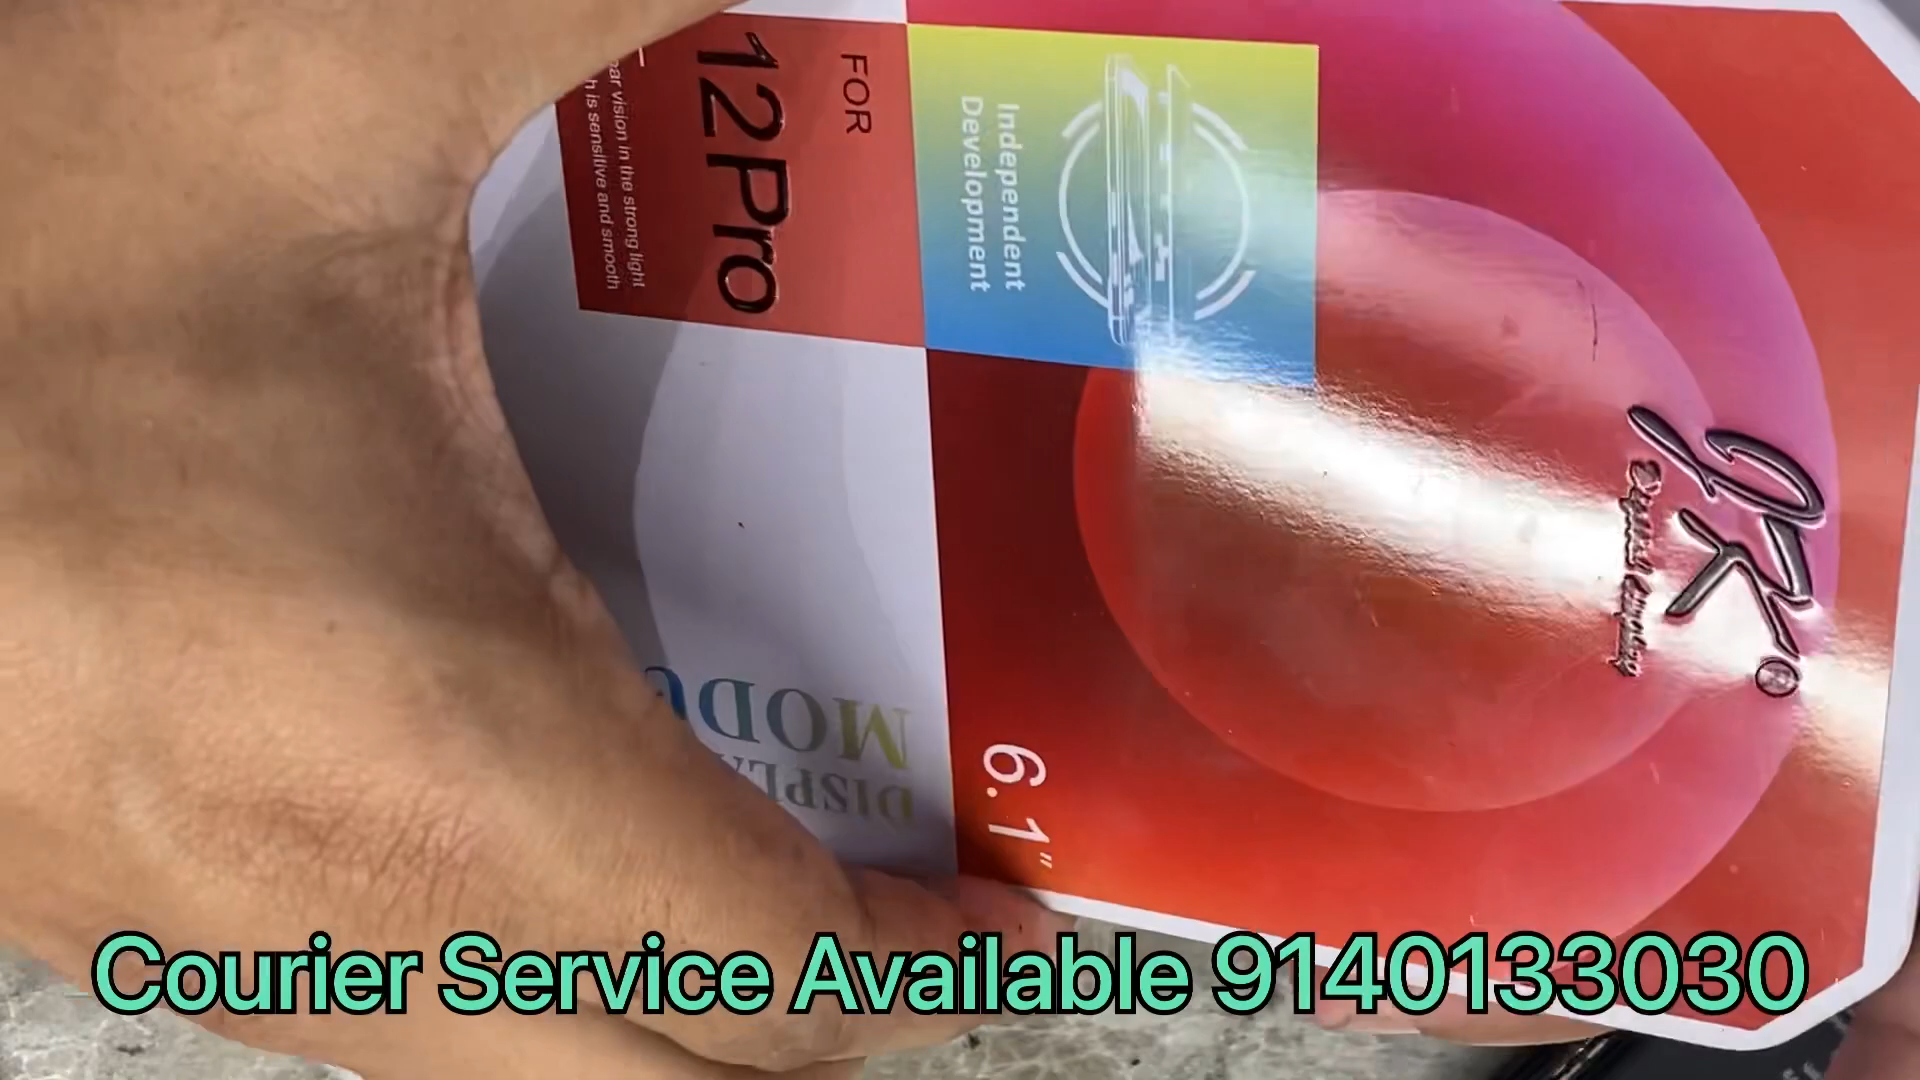 JK®
FOR
12Pro
ar vision in the strong light
h is sensitive and smooth
Independent
Development
6.1"
DISPLA
MODU
Courier Service Available 9140133030